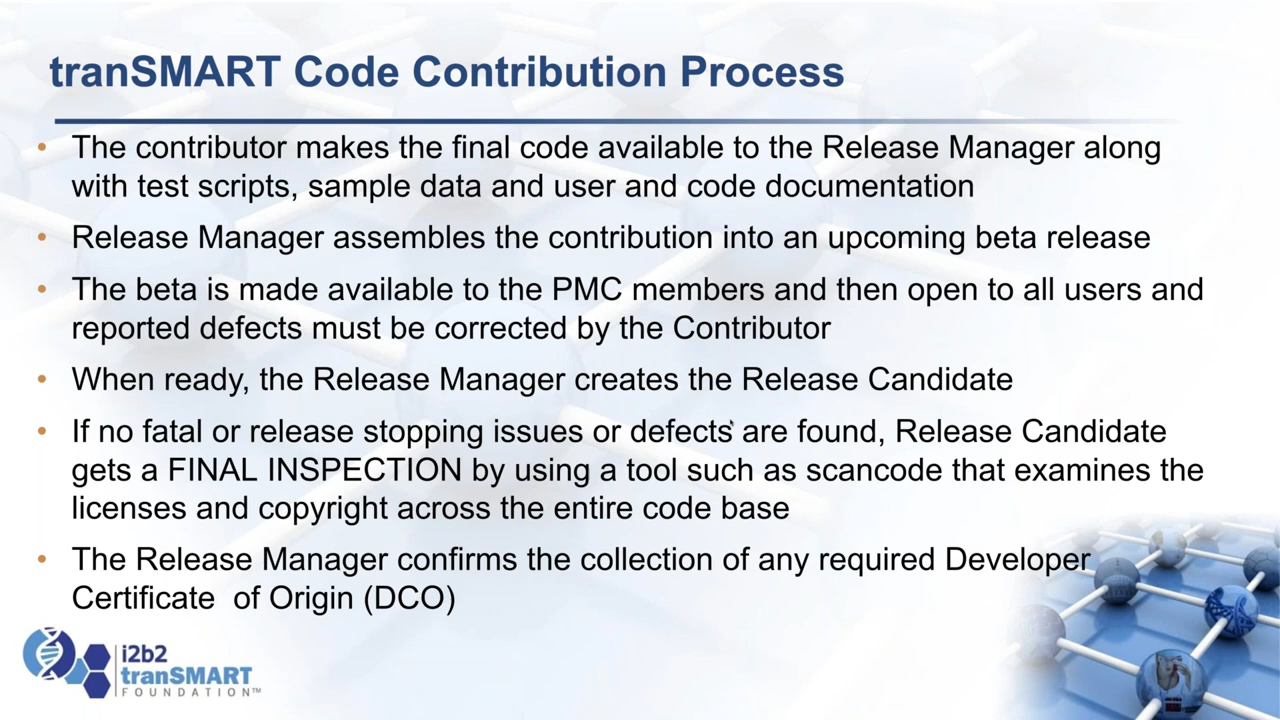 tranSMART Code Contribution Process
• The contributor makes the final code available to the Release Manager along
with test scripts, sample data and user and code documentation
• Release Manager assembles the contribution into an upcoming beta release
• The beta is made available to the PMC members and then open to all users and
reported defects must be corrected by the Contributor
• When ready, the Release Manager creates the Release Candidate
• If no fatal or release stopping issues or defects are found, Release Candidate
gets a FINAL INSPECTION by using a tool such as scancode that examines the
licenses and copyright across the entire code base
• The Release Manager confirms the collection of any required Developer
Certificate  of Origin (DCO)
i2b2
tranSMART
FOUNDATION™